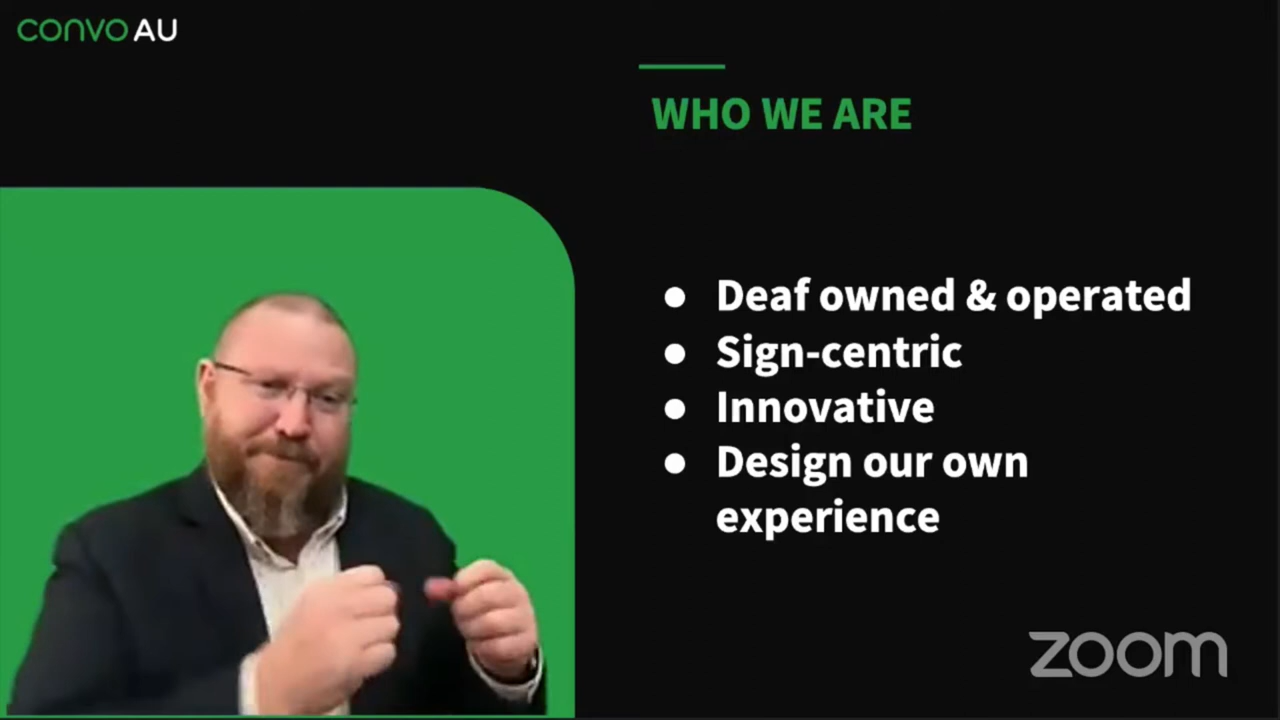 convo AU
WHO WE ARE
● Deaf owned & operated
● Sign-centric
● Innovative
● Design our own
experience
zoom